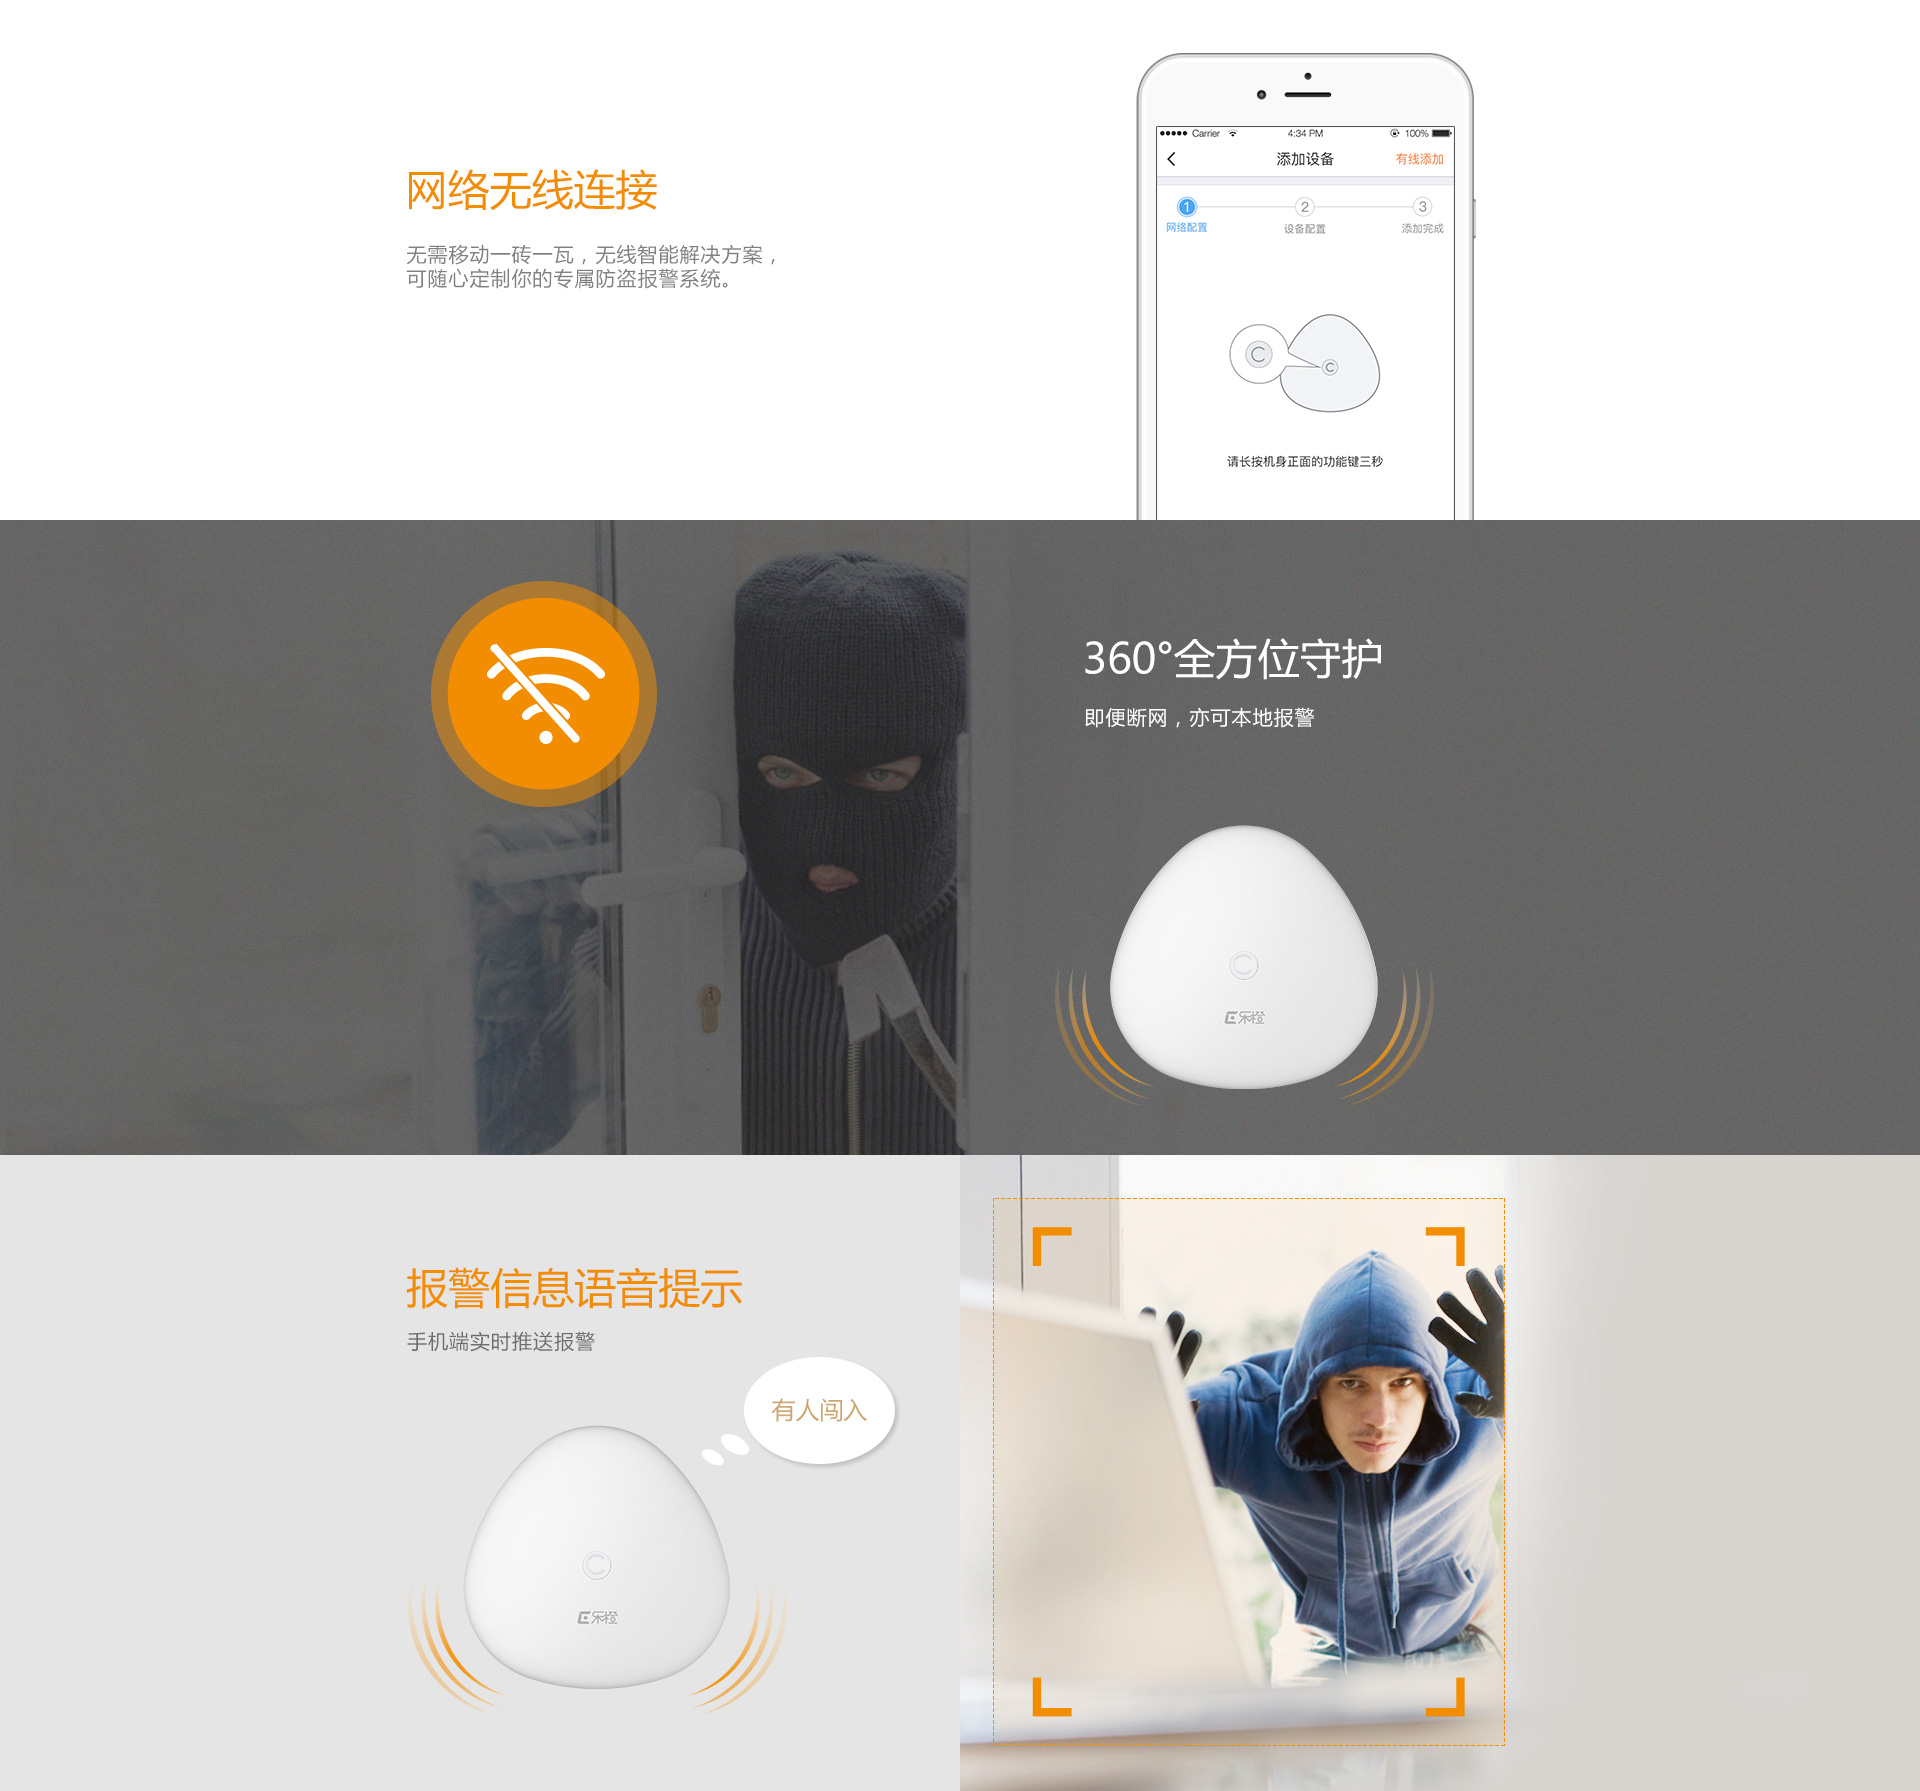 网络无线连接
无需移动一砖一瓦，无线智能解决方案，
可随心定制你的专属防盗报警系统。
Carrier 4:34 PM 100%
添加设备 有线添加
1 2 3
网络配置 设备配置 添加完成
C C
请长按机身正面的功能键三秒
360°全方位守护
即便断网，亦可本地报警
C
乐橙
报警信息语音提示
手机端实时推送报警
有人闯入
C
乐橙